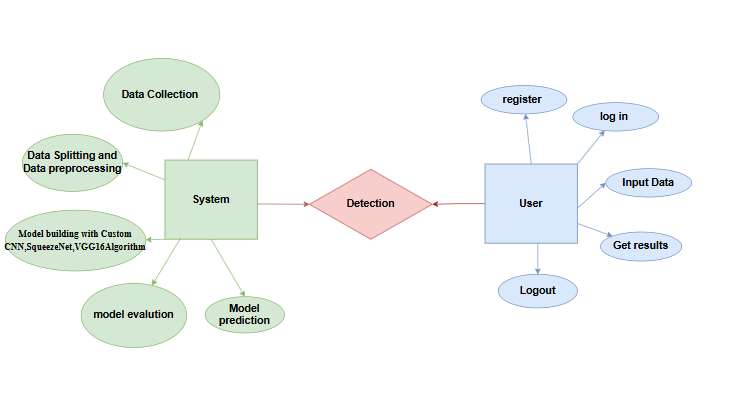 Data Collection
register
log in
Data Splitting and
Data preprocessing
Input Data
System
Detection
User
Model building with Custom
CNN,SqueezeNet,VGG16Algorithm
Get results
Logout
model evalution
Model
prediction